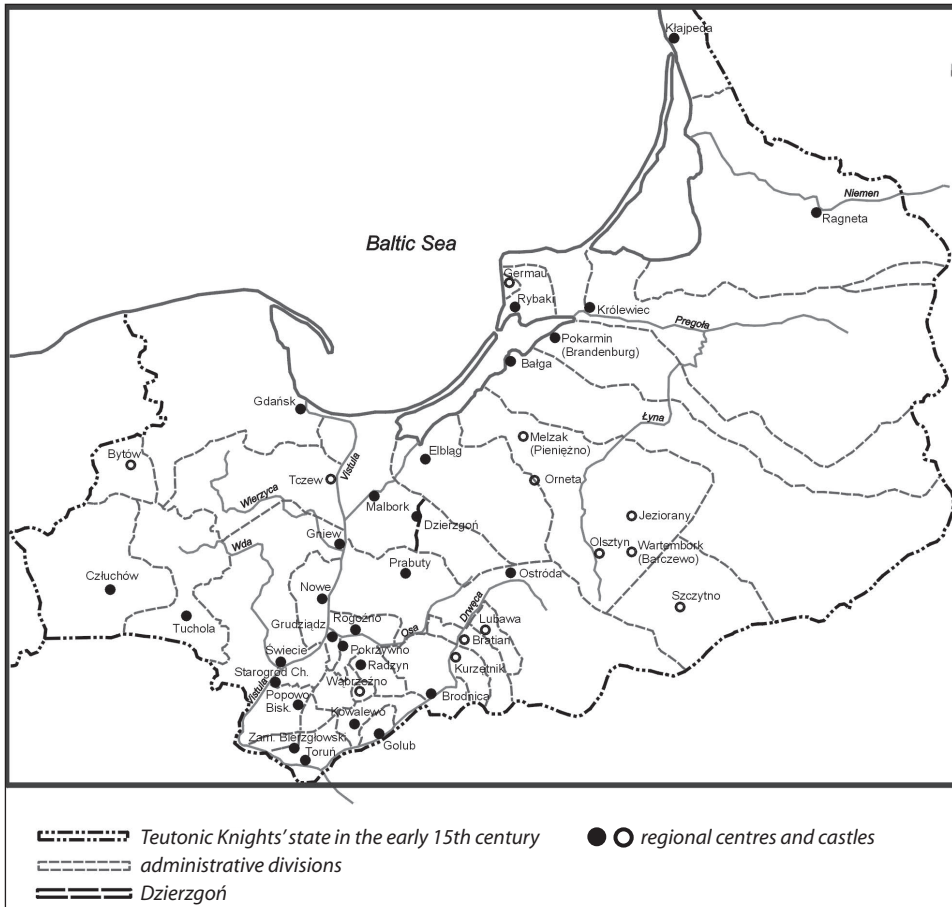 Kłajpeda
Niemen
Ragneta
Baltic Sea
Germau
Rybaki
Królewiec
Pregoła
Pokarmin
(Brandenburg)
Bałga
Gdańsk
Łyna
Melzak
(Pieniężno)
Bytów
Elbląg
Vistula
Tczew
Orneta
Wierzyca
Malbork
Dzierzgoń
Jeziorany
Wda
Gniew
Olsztyn
Wartembork
(Barczewo)
Człuchów
Prabuty
Ostróda
Nowe
Szczytno
Drwęca
Tuchola
Rogoźno
Lubawa
Grudziądz
Osa
Bratian
Pokrzywno
Świecie
Radzyn
Kurzętnik
Starogród Ch.
Wąbrzeźno
Vistula
Popowo
Bisk.
Brodnica
Kowalewo
Zam. Bierzgłowski
Golub
Toruń
Teutonic Knights' state in the early 15th century
regional centres and castles
administrative divisions
Dzierzgoń